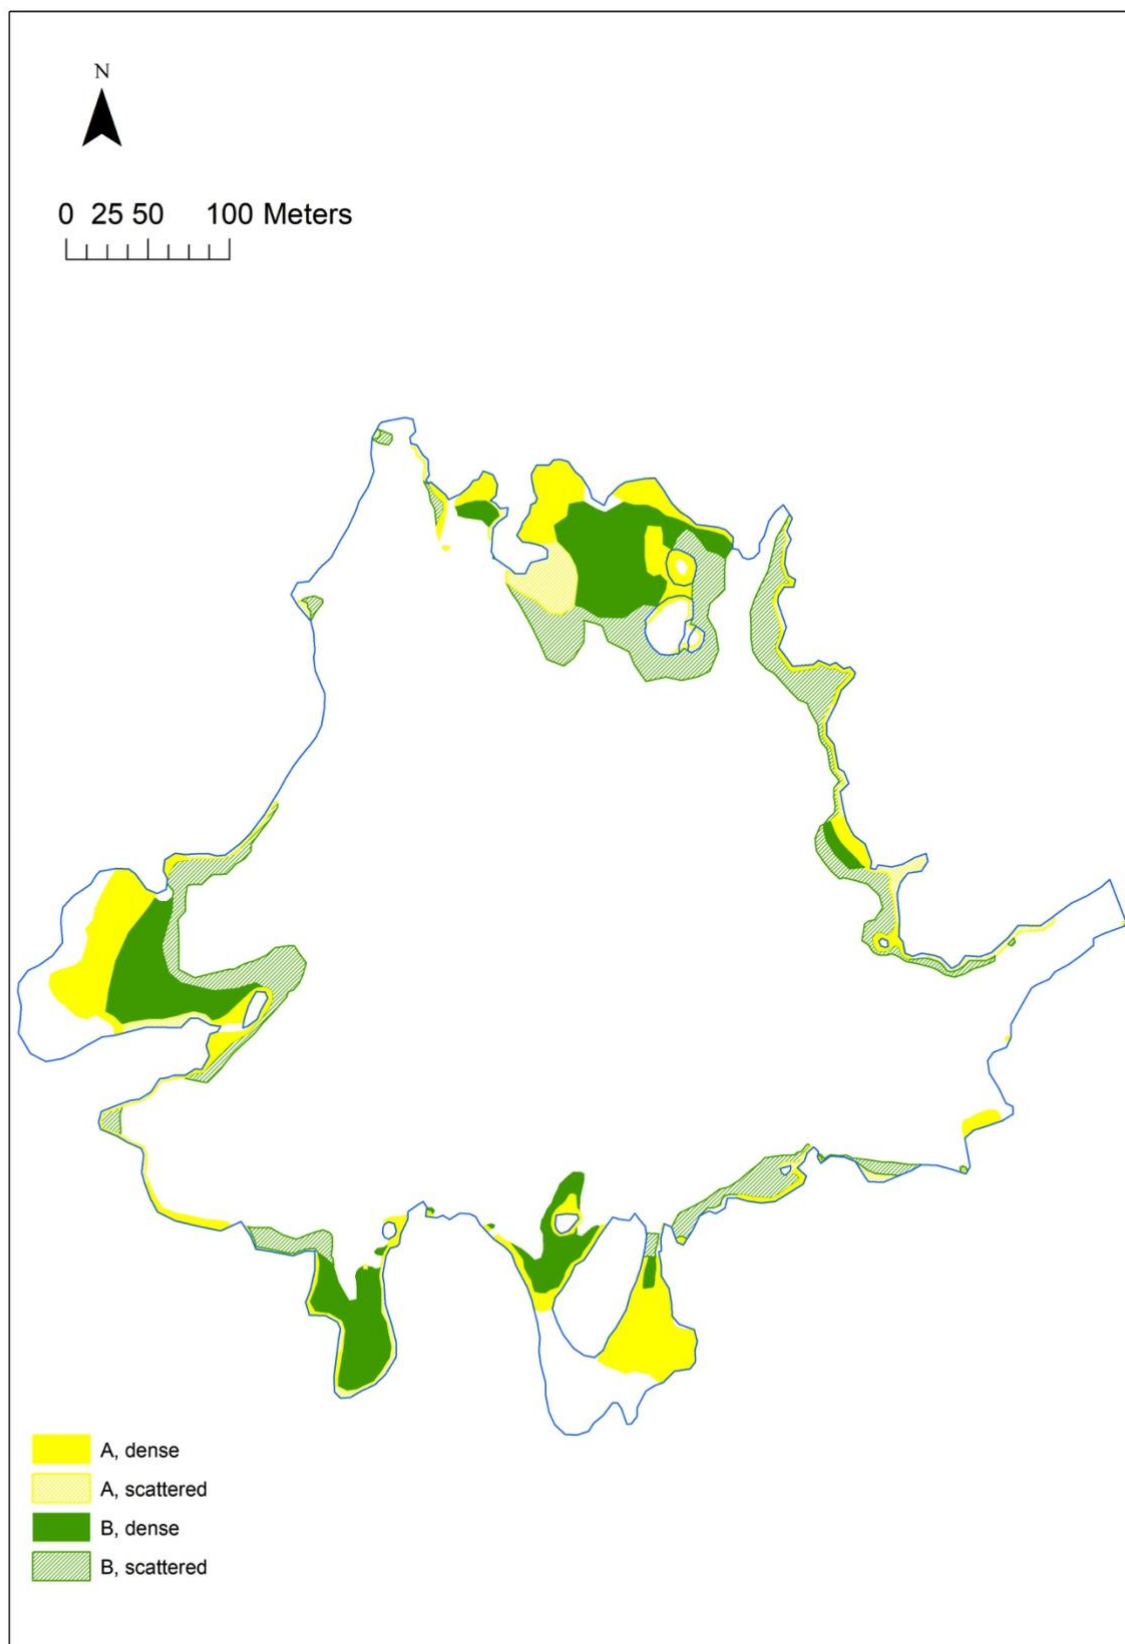 N
0 25 50 100 Meters
A, dense
A, scattered
B, dense
B, scattered